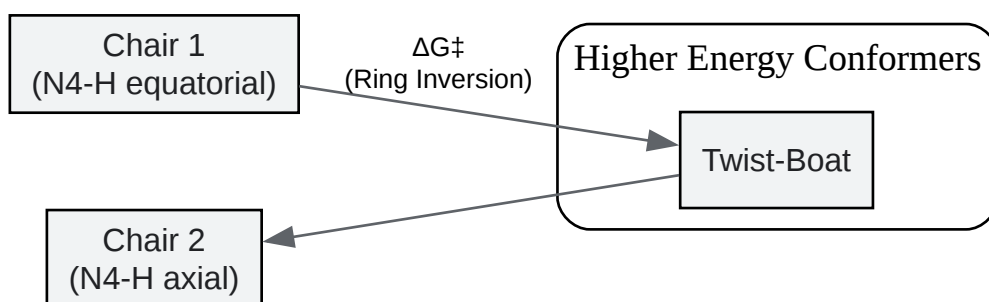 Chair 1
(N4-H equatorial)
ΔG‡
(Ring Inversion)
Higher Energy Conformers
Twist-Boat
Chair 2
(N4-H axial)